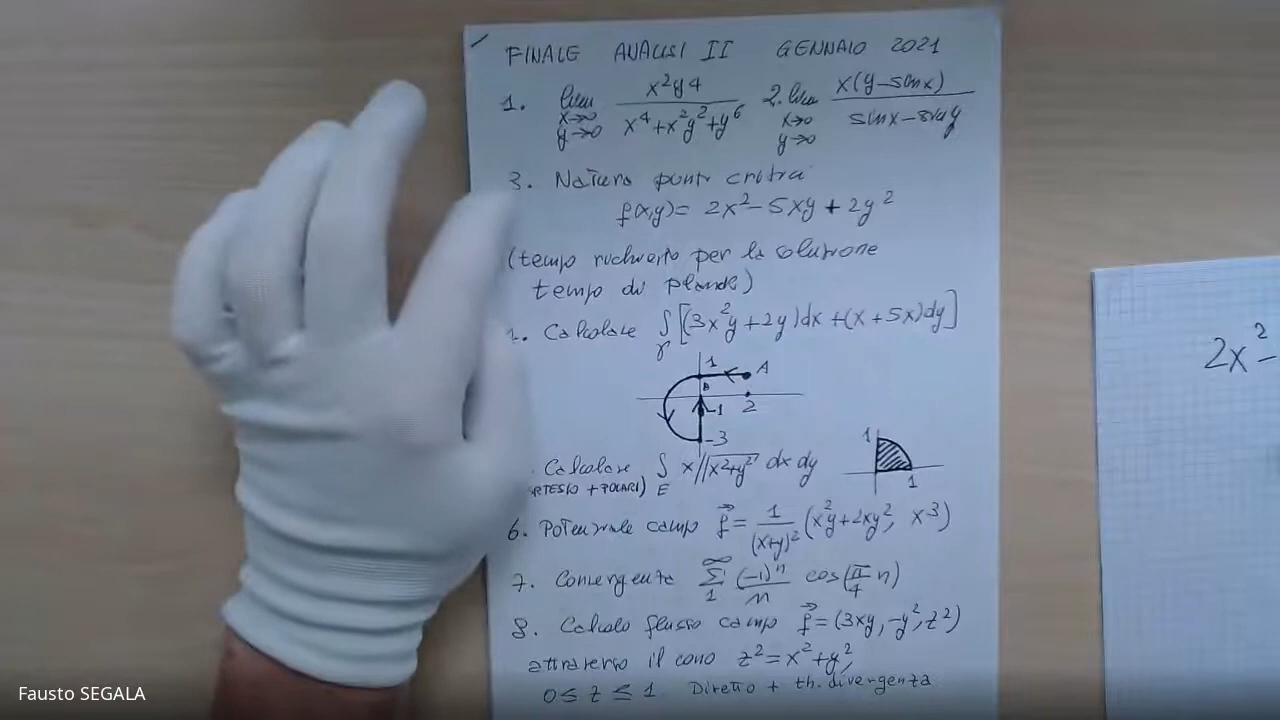 FINALE ANALISI II GENNAIO 2021
1. lim x→0 y→0 x²y⁴ / (x⁴+x²y²+y⁶) 2. lim x→0 y→0 x(y-sinx) / (sinx-siny)
3. Natura punti critici
f(x,y)= 2x²-5xy+2y²
(tempo richiesto per la soluzione
tempo di Planck)
Calcolare ∫γ [(3x²y+2y)dx+(x+5x)dy]
1 A
B
-1 2
-3
1
Calcolare ∫E x/√(x²+y²) dx dy
+ POLARI)
1
6. Potenziale campo f⃗= 1/(x+y)² (x²y+2xy², x³)
7. Convergenza ∑₁^∞ (-1)ⁿ/n cos(π/4 n)
8. Calcolo flusso campo f⃗=(3xy,-y²,z²)
attraverso il cono z²=x²+y²,
0≤z≤1. Diretto + th. divergenza
2x²-
Fausto SEGALA